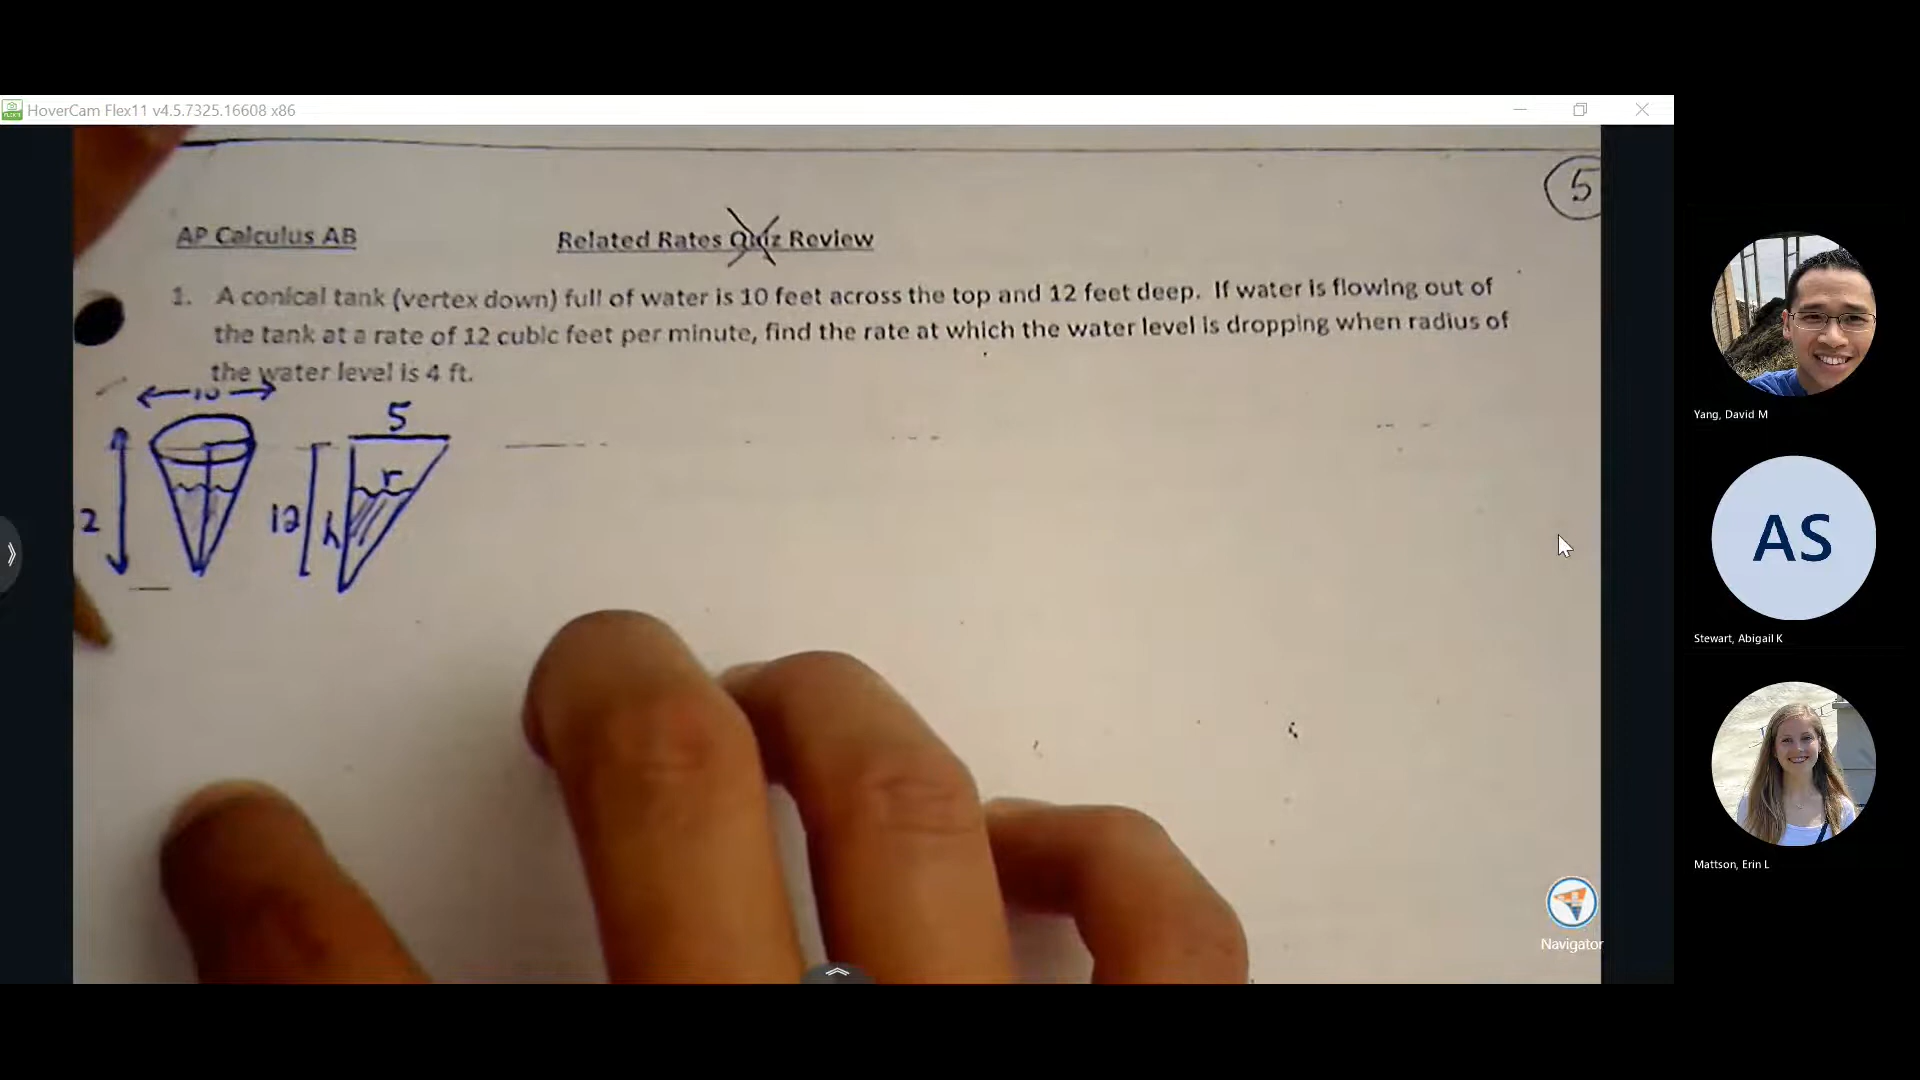 HoverCam Flex11 v4.5.7325.16608 x86
5
AP Calculus AB
Related Rates Quiz Review
1. A conical tank (vertex down) full of water is 10 feet across the top and 12 feet deep. If water is flowing out of
the tank at a rate of 12 cubic feet per minute, find the rate at which the water level is dropping when radius of
the water level is 4 ft.
10
5
r
2
12
h
Yang, David M
AS
Stewart, Abigail K
Mattson, Erin L
Navigator